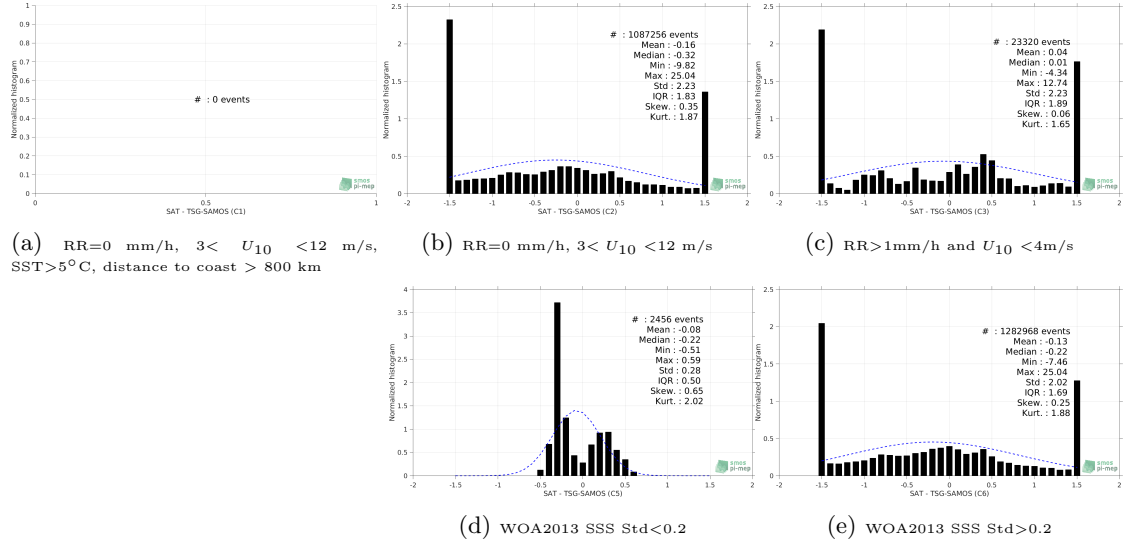 1
0.9
0.8
0.7
0.6
0.5
0.4
0.3
0.2
0.1
0
Normalized histogram
# : 0 events
0 0.5 1
SAT - TSG-SAMOS (C1)
smos
pi-mep
(a) RR=0 mm/h, 3< U10 <12 m/s,
SST>5°C, distance to coast > 800 km
2.5
2
1.5
1
0.5
0
Normalized histogram
# : 1087256 events
Mean : -0.16
Median : -0.32
Min : -9.82
Max : 25.04
Std : 2.23
IQR : 1.83
Skew. : 0.35
Kurt. : 1.87
-2 -1.5 -1 -0.5 0 0.5 1 1.5 2
SAT - TSG-SAMOS (C2)
smos
pi-mep
(b) RR=0 mm/h, 3< U10 <12 m/s
2.5
2
1.5
1
0.5
0
Normalized histogram
# : 23320 events
Mean : 0.04
Median : 0.01
Min : -4.34
Max : 12.74
Std : 2.23
IQR : 1.89
Skew. : 0.06
Kurt. : 1.65
-2 -1.5 -1 -0.5 0 0.5 1 1.5 2
SAT - TSG-SAMOS (C3)
smos
pi-mep
(c) RR>1mm/h and U10 <4m/s
4
3.5
3
2.5
2
1.5
1
0.5
0
Normalized histogram
# : 2456 events
Mean : -0.08
Median : -0.22
Min : -0.51
Max : 0.59
Std : 0.28
IQR : 0.50
Skew. : 0.65
Kurt. : 2.02
-2 -1.5 -1 -0.5 0 0.5 1 1.5 2
SAT - TSG-SAMOS (C5)
smos
pi-mep
(d) WOA2013 SSS Std<0.2
2.5
2
1.5
1
0.5
0
Normalized histogram
# : 1282968 events
Mean : -0.13
Median : -0.22
Min : -7.46
Max : 25.04
Std : 2.02
IQR : 1.69
Skew. : 0.25
Kurt. : 1.88
-2 -1.5 -1 -0.5 0 0.5 1 1.5 2
SAT - TSG-SAMOS (C6)
smos
pi-mep
(e) WOA2013 SSS Std>0.2